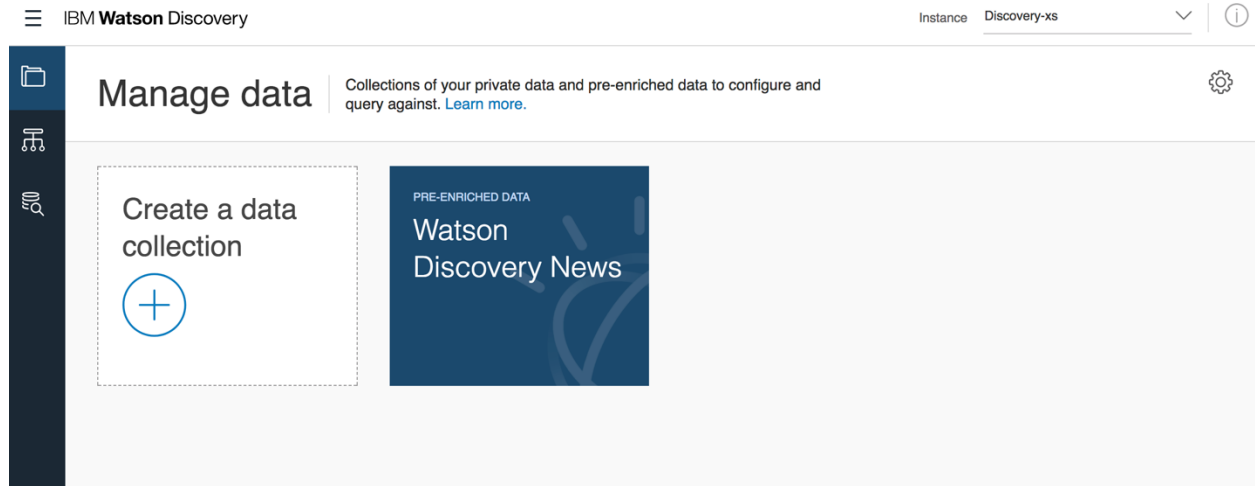 IBM Watson Discovery
Instance Discovery-xs
Manage data
Collections of your private data and pre-enriched data to configure and
query against. Learn more.
Create a data
collection
PRE-ENRICHED DATA
Watson
Discovery News